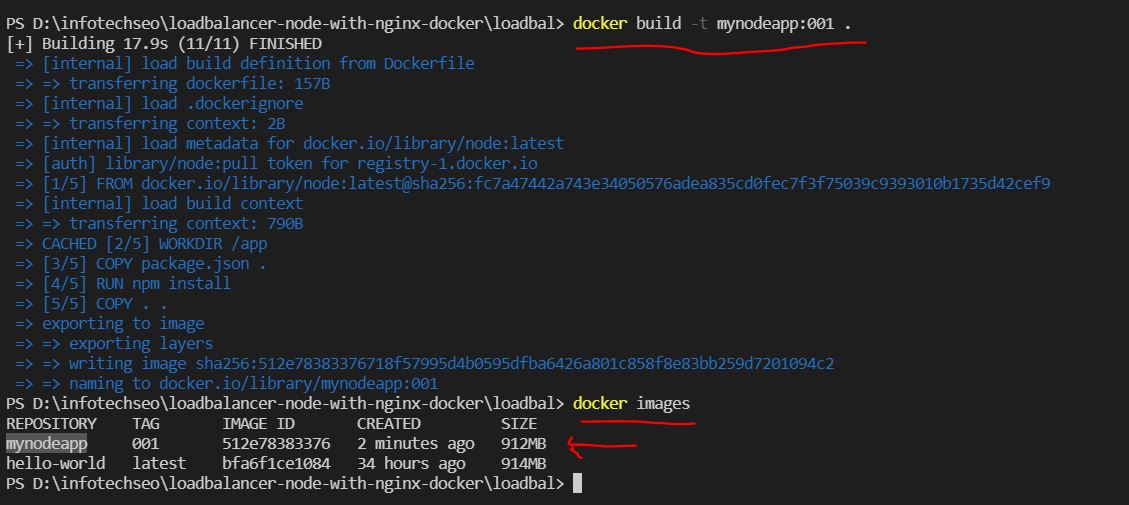 PS D:\infotechseo\loadbalancer-node-with-nginx-docker\loadbal> docker build -t mynodeapp:001 .
[+] Building 17.9s (11/11) FINISHED
=> [internal] load build definition from Dockerfile
=> => transferring dockerfile: 157B
=> [internal] load .dockerignore
=> => transferring context: 2B
=> [internal] load metadata for docker.io/library/node:latest
=> [auth] library/node:pull token for registry-1.docker.io
=> [1/5] FROM docker.io/library/node:latest@sha256:fc7a47442a743e34050576adea835cd0fec7f3f75039c9393010b1735d42cef9
=> [internal] load build context
=> => transferring context: 790B
=> CACHED [2/5] WORKDIR /app
=> [3/5] COPY package.json .
=> [4/5] RUN npm install
=> [5/5] COPY . .
=> exporting to image
=> => exporting layers
=> => writing image sha256:512e78383376718f57995d4b0595dfba6426a801c858f8e83bb259d7201094c2
=> => naming to docker.io/library/mynodeapp:001
PS D:\infotechseo\loadbalancer-node-with-nginx-docker\loadbal> docker images
REPOSITORY TAG IMAGE ID CREATED SIZE
mynodeapp 001 512e78383376 2 minutes ago 912MB
hello-world latest bfa6f1ce1084 34 hours ago 914MB
PS D:\infotechseo\loadbalancer-node-with-nginx-docker\loadbal>